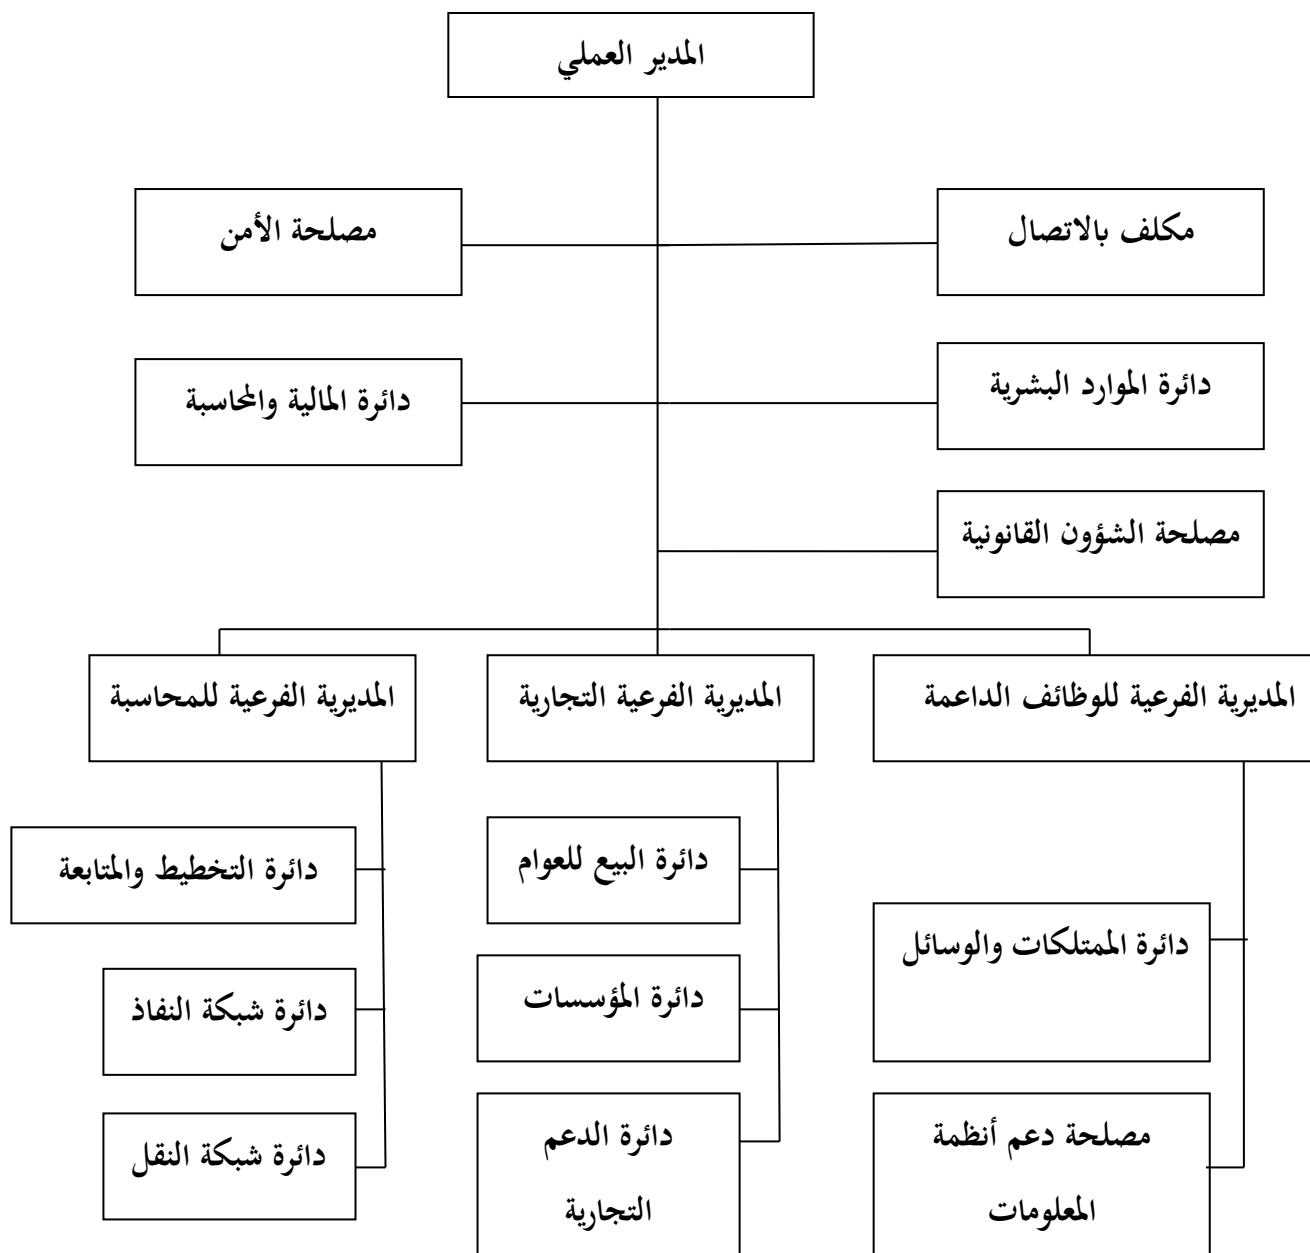 المدير العملي
مكلف بالاتصال
مصلحة الأمن
دائرة الموارد البشرية
دائرة المالية والمحاسبة
مصلحة الشؤون القانونية
المديرية الفرعية للوظائف الداعمة
المديرية الفرعية التجارية
المديرية الفرعية للمحاسبة
دائرة الممتلكات والوسائل
مصلحة دعم أنظمة
المعلومات
دائرة البيع للعوام
دائرة المؤسسات
دائرة الدعم
التجارية
دائرة التخطيط والمتابعة
دائرة شبكة النفاذ
دائرة شبكة النقل